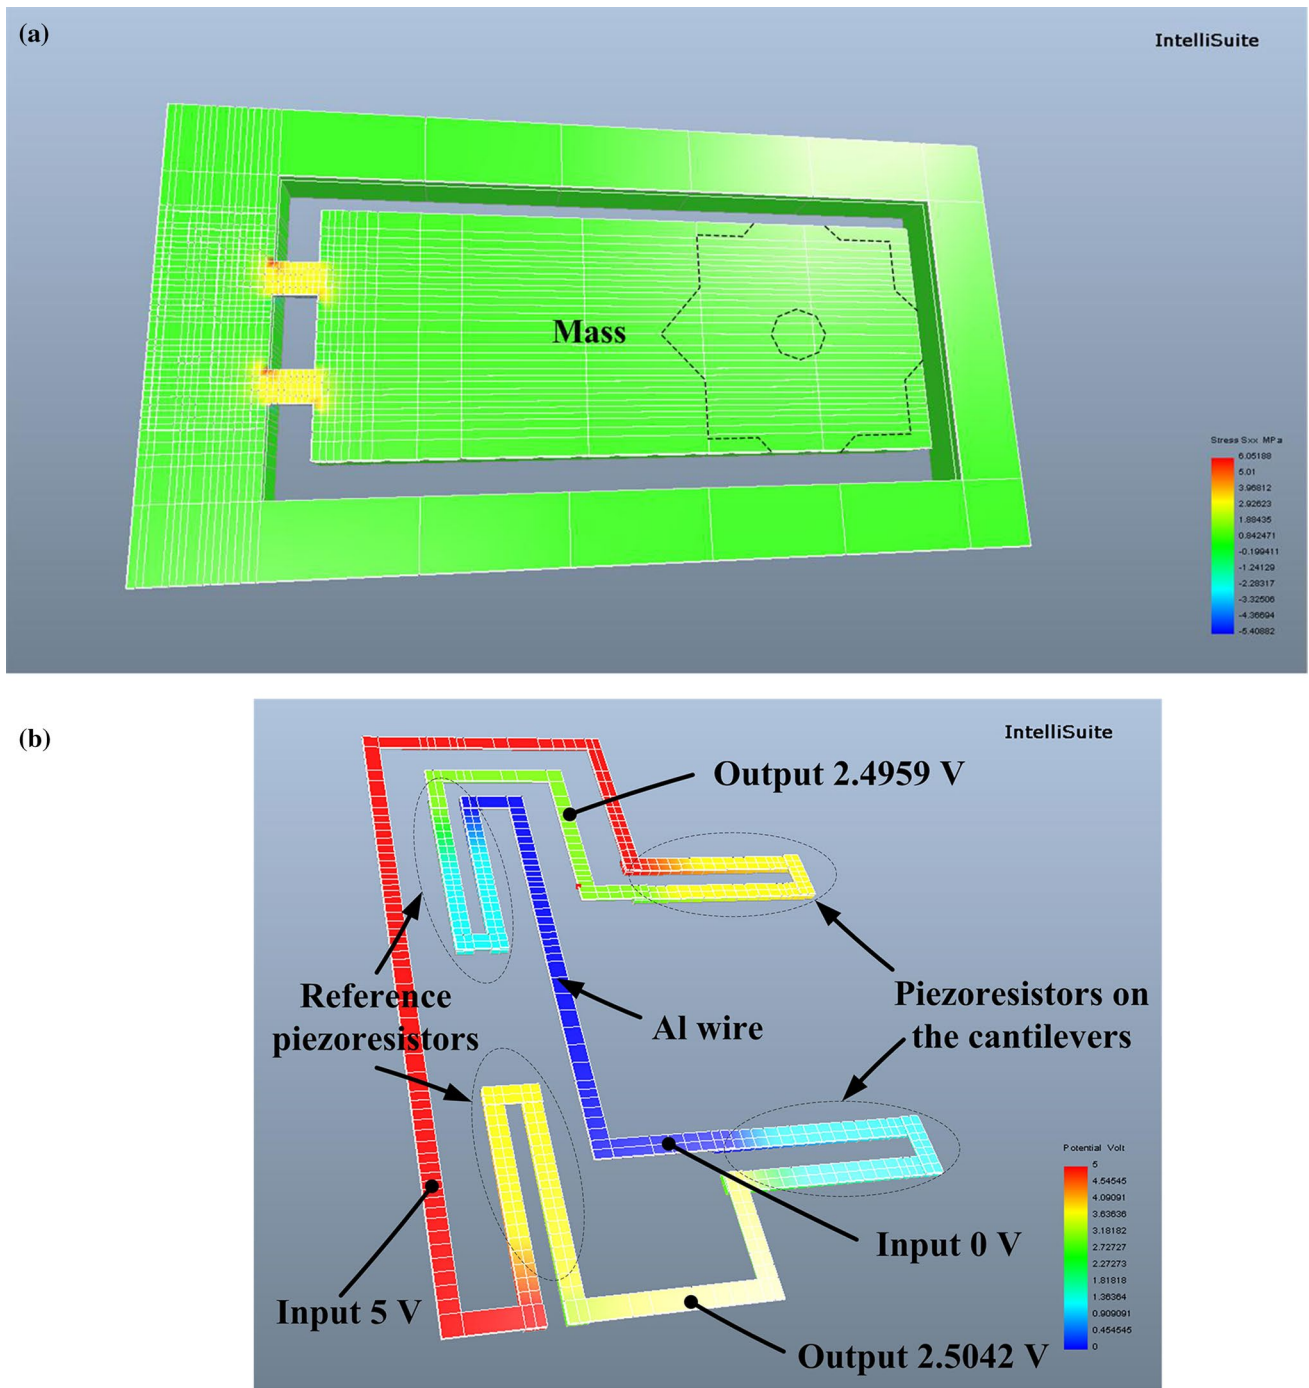 (a)
IntelliSuite
Mass
Stress Sxx MPa
6.05188
5.01
3.96812
2.92623
1.88435
0.842471
-0.199411
-1.24129
-2.28317
-3.32506
-4.36694
-5.40882
(b)
IntelliSuite
Output 2.4959 V
Reference
piezoresistors
Al wire
Piezoresistors on
the cantilevers
Input 0 V
Input 5 V
Output 2.5042 V
Potential Volt
5
4.54545
4.09091
3.63636
3.18182
2.72727
2.27273
1.81818
1.36364
0.909091
0.454545
0